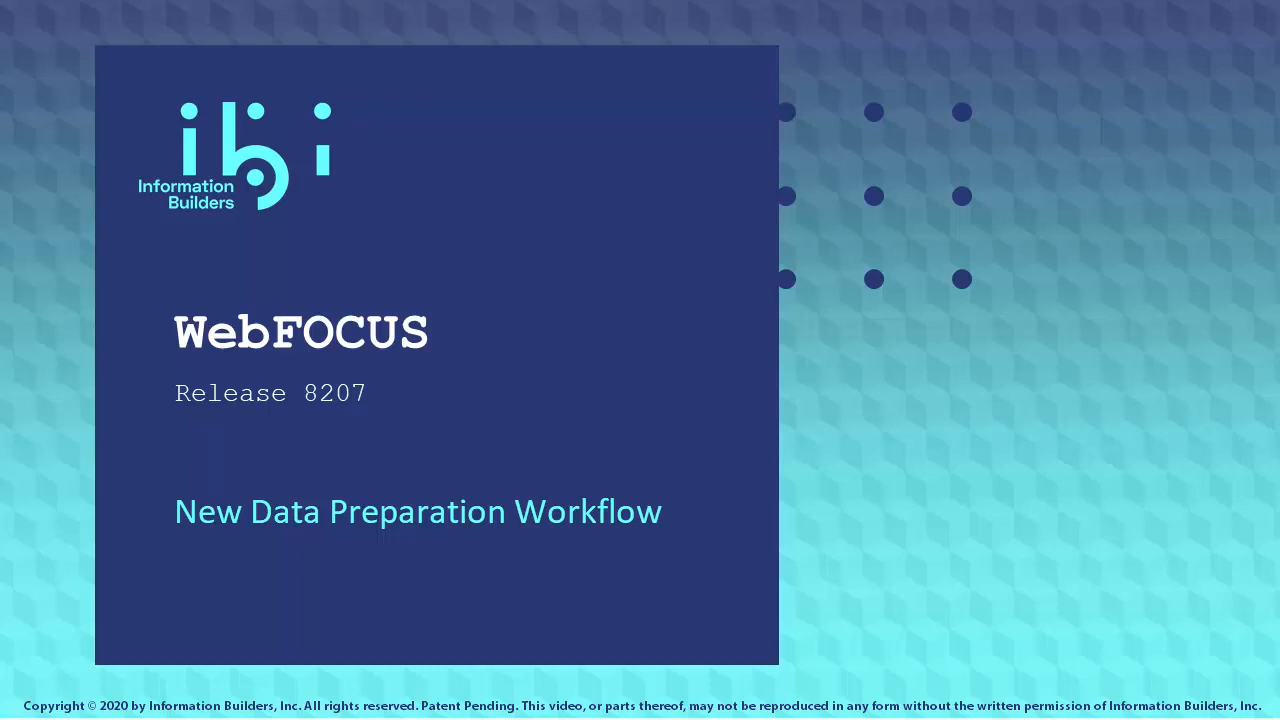 ibi
Information
Builders
WebFOCUS
Release 8207
New Data Preparation Workflow
Copyright © 2020 by Information Builders, Inc. All rights reserved. Patent Pending. This video, or parts thereof, may not be reproduced in any form without the written permission of Information Builders, Inc.